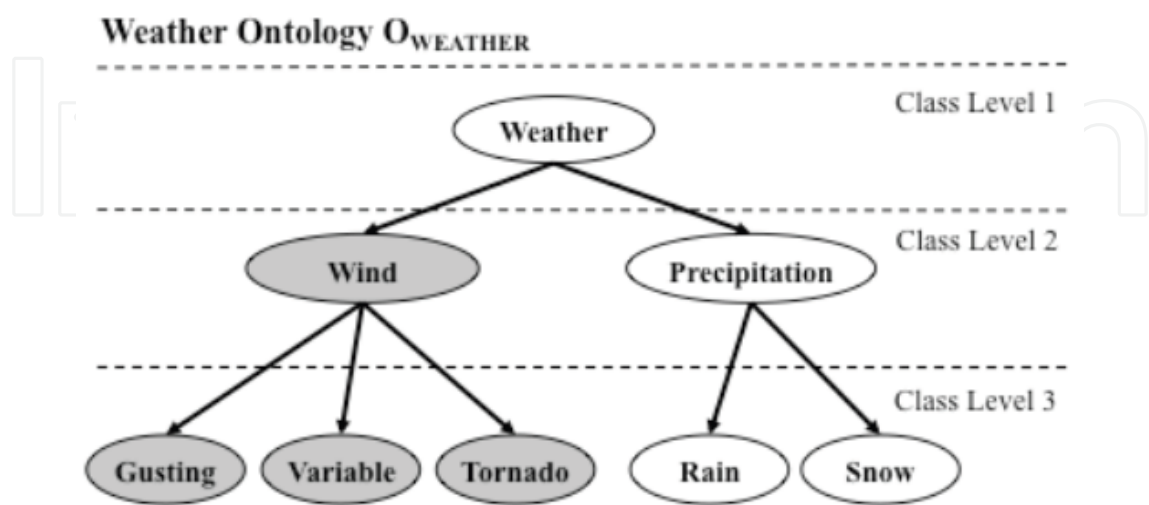 Weather Ontology OWEATHER
Class Level 1
Weather
Class Level 2
Wind
Precipitation
Class Level 3
Gusting
Variable
Tornado
Rain
Snow